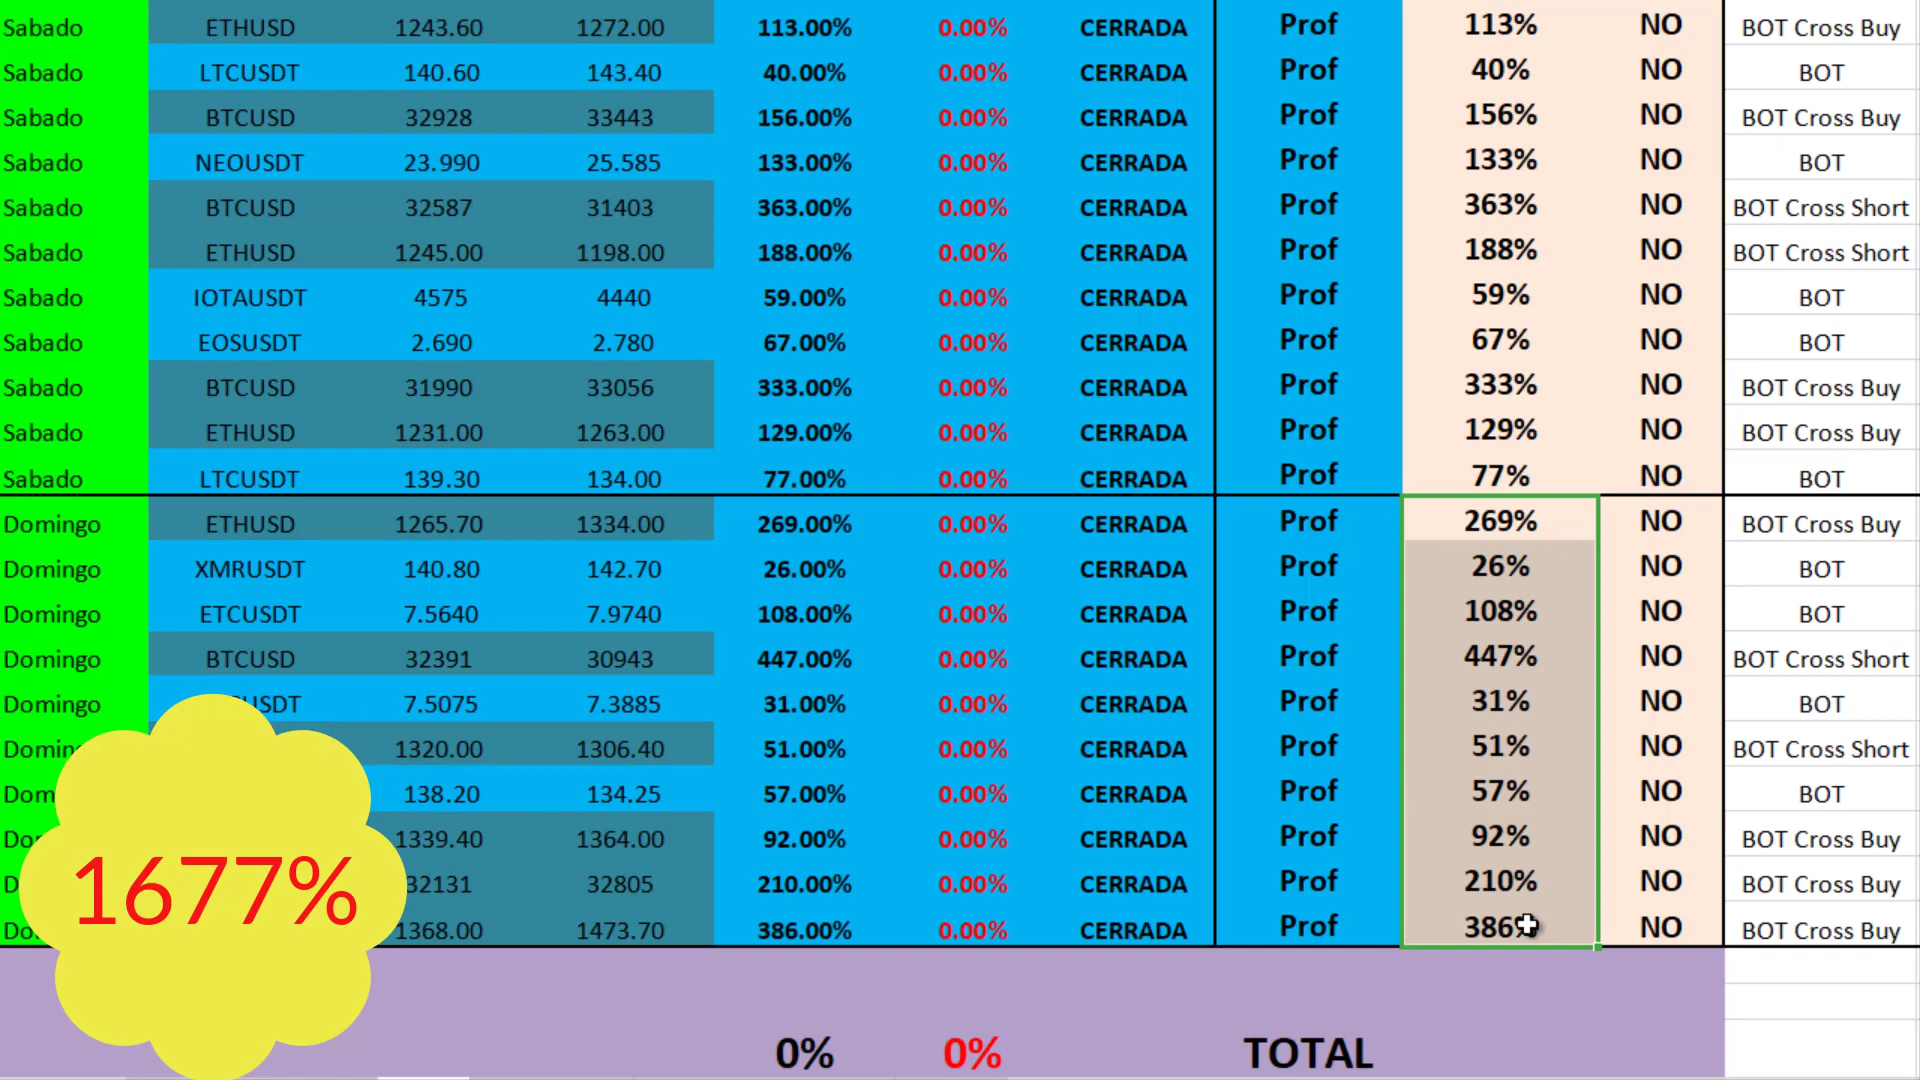 Sabado ETHUSD 1243.60 1272.00 113.00% 0.00% CERRADA Prof 113% NO BOT Cross Buy
Sabado LTCUSDT 140.60 143.40 40.00% 0.00% CERRADA Prof 40% NO BOT
Sabado BTCUSD 32928 33443 156.00% 0.00% CERRADA Prof 156% NO BOT Cross Buy
Sabado NEOUSDT 23.990 25.585 133.00% 0.00% CERRADA Prof 133% NO BOT
Sabado BTCUSD 32587 31403 363.00% 0.00% CERRADA Prof 363% NO BOT Cross Short
Sabado ETHUSD 1245.00 1198.00 188.00% 0.00% CERRADA Prof 188% NO BOT Cross Short
Sabado IOTAUSDT 4575 4440 59.00% 0.00% CERRADA Prof 59% NO BOT
Sabado EOSUSDT 2.690 2.780 67.00% 0.00% CERRADA Prof 67% NO BOT
Sabado BTCUSD 31990 33056 333.00% 0.00% CERRADA Prof 333% NO BOT Cross Buy
Sabado ETHUSD 1231.00 1263.00 129.00% 0.00% CERRADA Prof 129% NO BOT Cross Buy
Sabado LTCUSDT 139.30 134.00 77.00% 0.00% CERRADA Prof 77% NO BOT
Domingo ETHUSD 1265.70 1334.00 269.00% 0.00% CERRADA Prof 269% NO BOT Cross Buy
Domingo XMRUSDT 140.80 142.70 26.00% 0.00% CERRADA Prof 26% NO BOT
Domingo ETCUSDT 7.5640 7.9740 108.00% 0.00% CERRADA Prof 108% NO BOT
Domingo BTCUSD 32391 30943 447.00% 0.00% CERRADA Prof 447% NO BOT Cross Short
Domingo 7.5075 7.3885 31.00% 0.00% CERRADA Prof 31% NO BOT
1320.00 1306.40 51.00% 0.00% CERRADA Prof 51% NO BOT Cross Short
138.20 134.25 57.00% 0.00% CERRADA Prof 57% NO BOT
1339.40 1364.00 92.00% 0.00% CERRADA Prof 92% NO BOT Cross Buy
32131 32805 210.00% 0.00% CERRADA Prof 210% NO BOT Cross Buy
1368.00 1473.70 386.00% 0.00% CERRADA Prof 386% NO BOT Cross Buy
1677%
0% 0% TOTAL